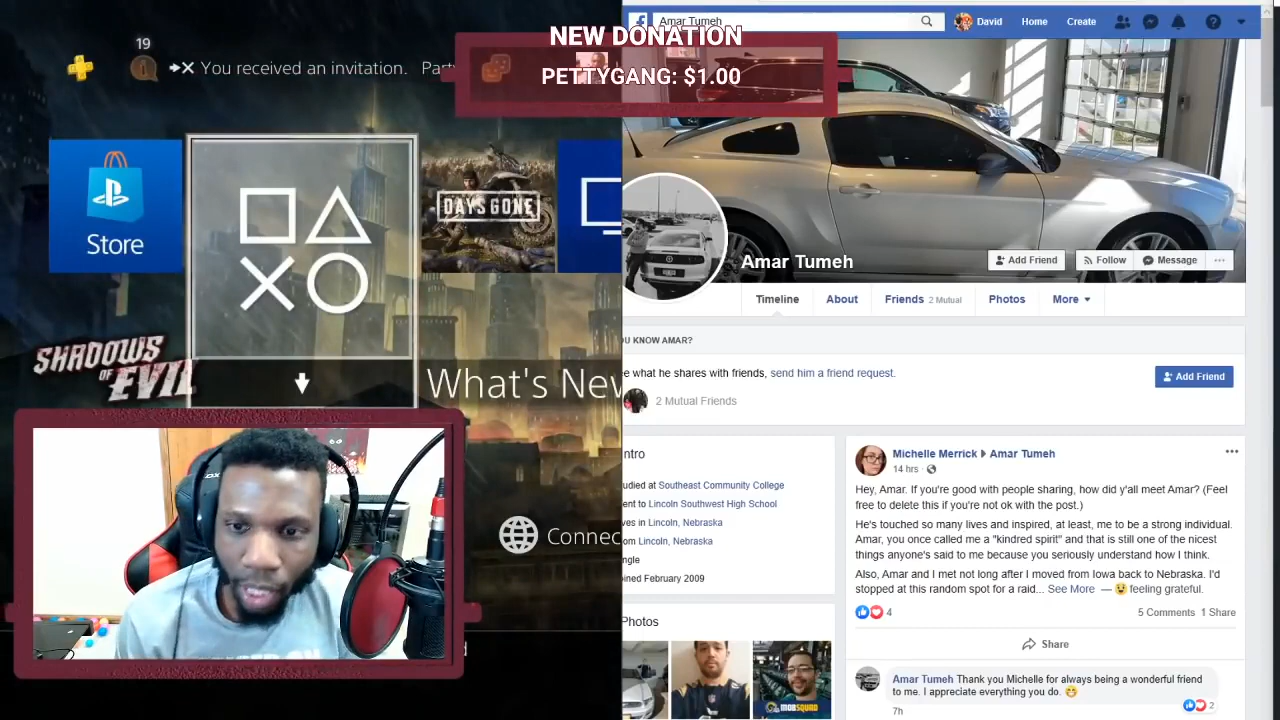 NEW DONATION
PETTYGANG: $1.00
19
You received an invitation.
Store
DAYS GONE
SHADOWS
OF
EVIL
What's New
Connec
Amar Tumeh
David
Home
Create
Amar Tumeh
Add Friend
Follow
Message
Timeline
About
Friends 2 Mutual
Photos
More
OU KNOW AMAR?
e what he shares with friends, send him a friend request.
Add Friend
2 Mutual Friends
ntro
udied at Southeast Community College
ent to Lincoln Southwest High School
ves in Lincoln, Nebraska
om Lincoln, Nebraska
ngle
oined February 2009
Photos
MOBSQUAD
Michelle Merrick Amar Tumeh
14 hrs
Hey, Amar. If you're good with people sharing, how did y'all meet Amar? (Feel
free to delete this if you're not ok with the post.)
He's touched so many lives and inspired, at least, me to be a strong individual.
Amar, you once called me a "kindred spirit" and that is still one of the nicest
things anyone's said to me because you seriously understand how I think.
Also, Amar and I met not long after I moved from Iowa back to Nebraska. I'd
stopped at this random spot for a raid... See More — feeling grateful.
4
5 Comments 1 Share
Share
Amar Tumeh Thank you Michelle for always being a wonderful friend
to me. I appreciate everything you do.
2
7h